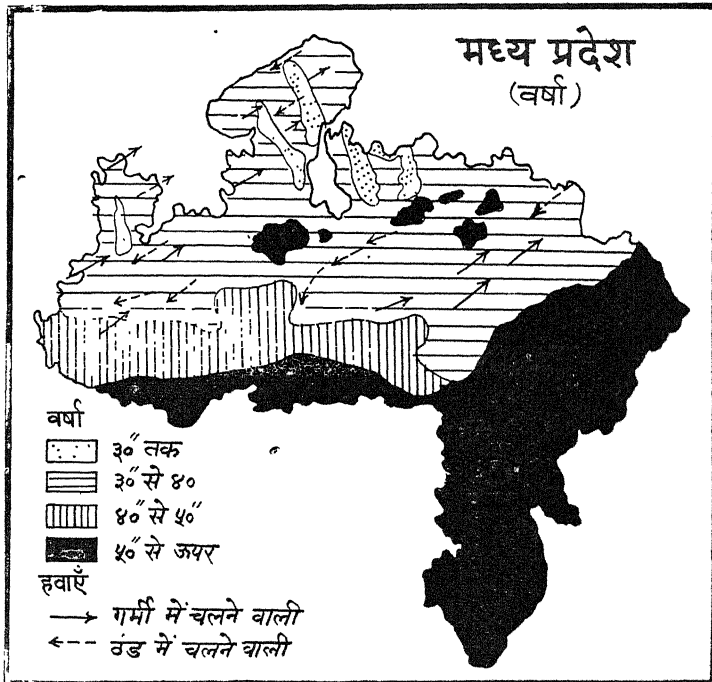 मध्य प्रदेश
(वर्षा)
वर्षा
३०" तक
३०" से ४०
४०" से ५०"
५०" से ऊपर
हवाएँ
गर्मी में चलने वाली
ठंड में चलने वाली